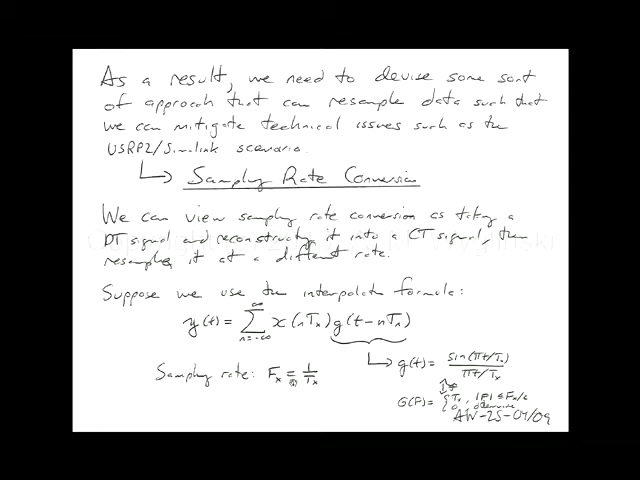 As a result, we need to devise some sort
of approach that can resample data such that
we can mitigate technical issues such as the
USRP2/Simulink scenario.
↳ Sampling Rate Conversion
We can view sampling rate conversion as taking a
DT signal and reconstructing it into a CT signal, then
resample it at a different rate.
Suppose we use the interpolation formula:
y(t) = ∑_{n=-∞}^{∞} x(nTₓ) g(t-nTₓ)
↳ g(t) = sin(πt/Tₓ) / πt/Tₓ
Sampling rate: Fₓ = 1/Tₓ
G(F) = { Tₓ, |F| ≤ Fₓ/2
0, otherwise
AW-25-04/09